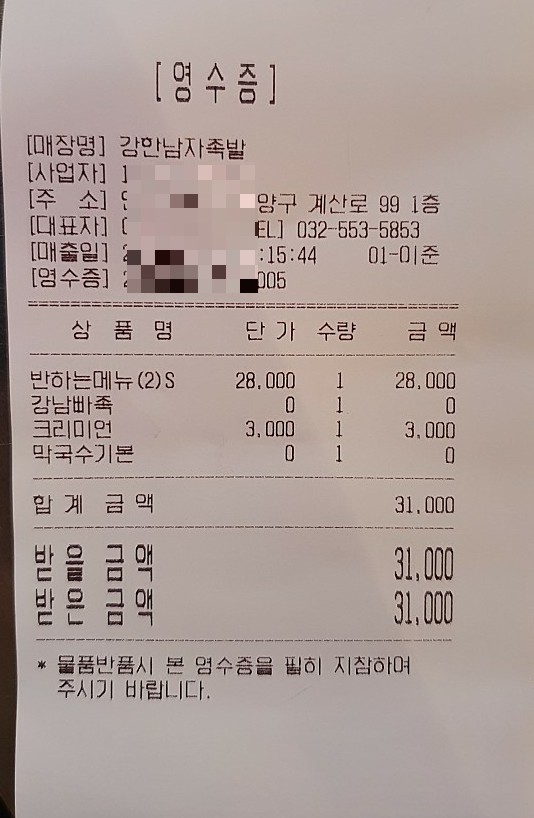 [영수증]
[매장명] 강한남자족발
[사업자] 1
[주 소] 양구 계산로 99 1층
[대표자] EL] 032-553-5853
[매출일] 2 :15:44 01-이준
[영수증] 2 005
상 품 명 단 가 수량 금 액
반하는메뉴(2)S 28,000 1 28,000
강남빠족 0 1 0
크리미언 3,000 1 3,000
막국수기본 0 1 0
합 계 금 액 31,000
받을 금액 31,000
받은 금액 31,000
* 물품반품시 본 영수증을 필히 지참하며
주시기 바랍니다.